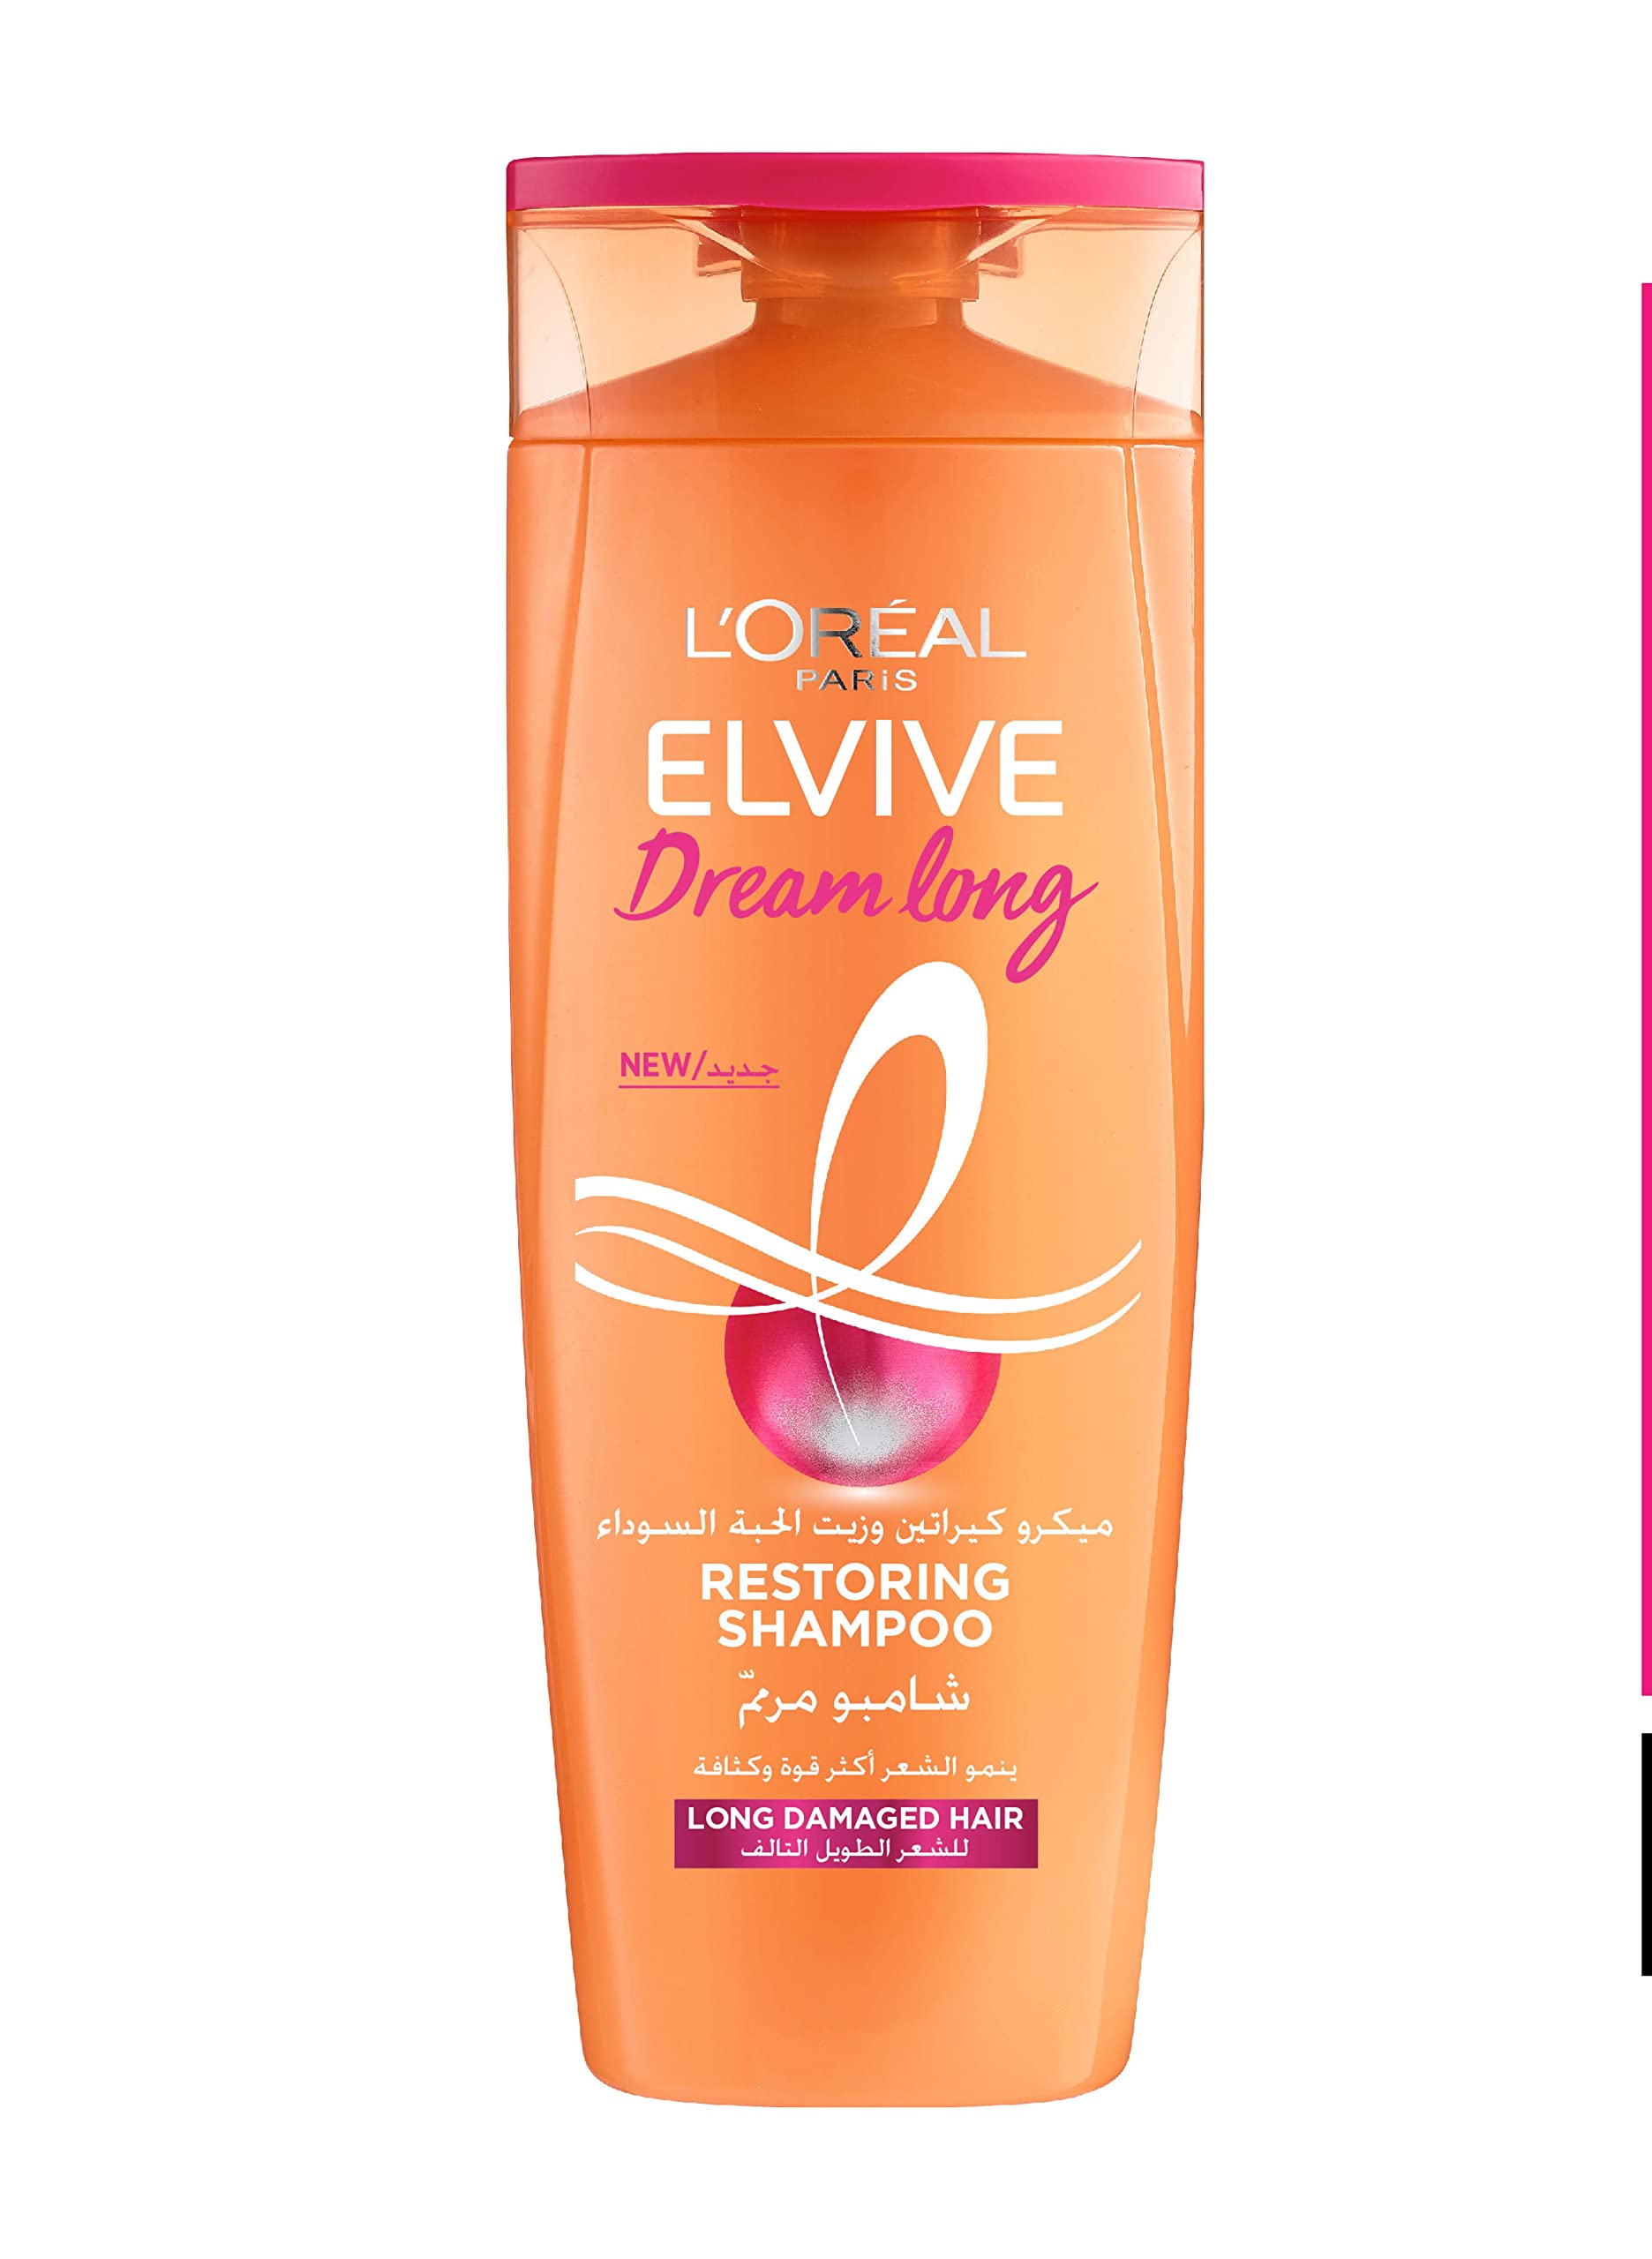 L'ORÉAL
PARiS
ELVIVE
Dream long
NEW/جديد
ميكرو كيراتين وزيت الحبة السوداء
RESTORING
SHAMPOO
شامبو مرممّ
ينمو الشعر أكثر قوة وكثافة
LONG DAMAGED HAIR
للشعر الطويل التالف